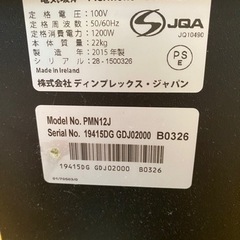 定格電圧：100V
定格周波数：50/60Hz
定格消費電力：1200W
本体質量：22kg
製造年：2015年製
シリアル：28-1500326
Made in Ireland
株式会社ディンプレックス・ジャパン
JQA
JQ10490
PS
E
Model No. PMN12J
Serial No. 19415DG GDJ02000 B0326
19415DG GDJ02000 B0326